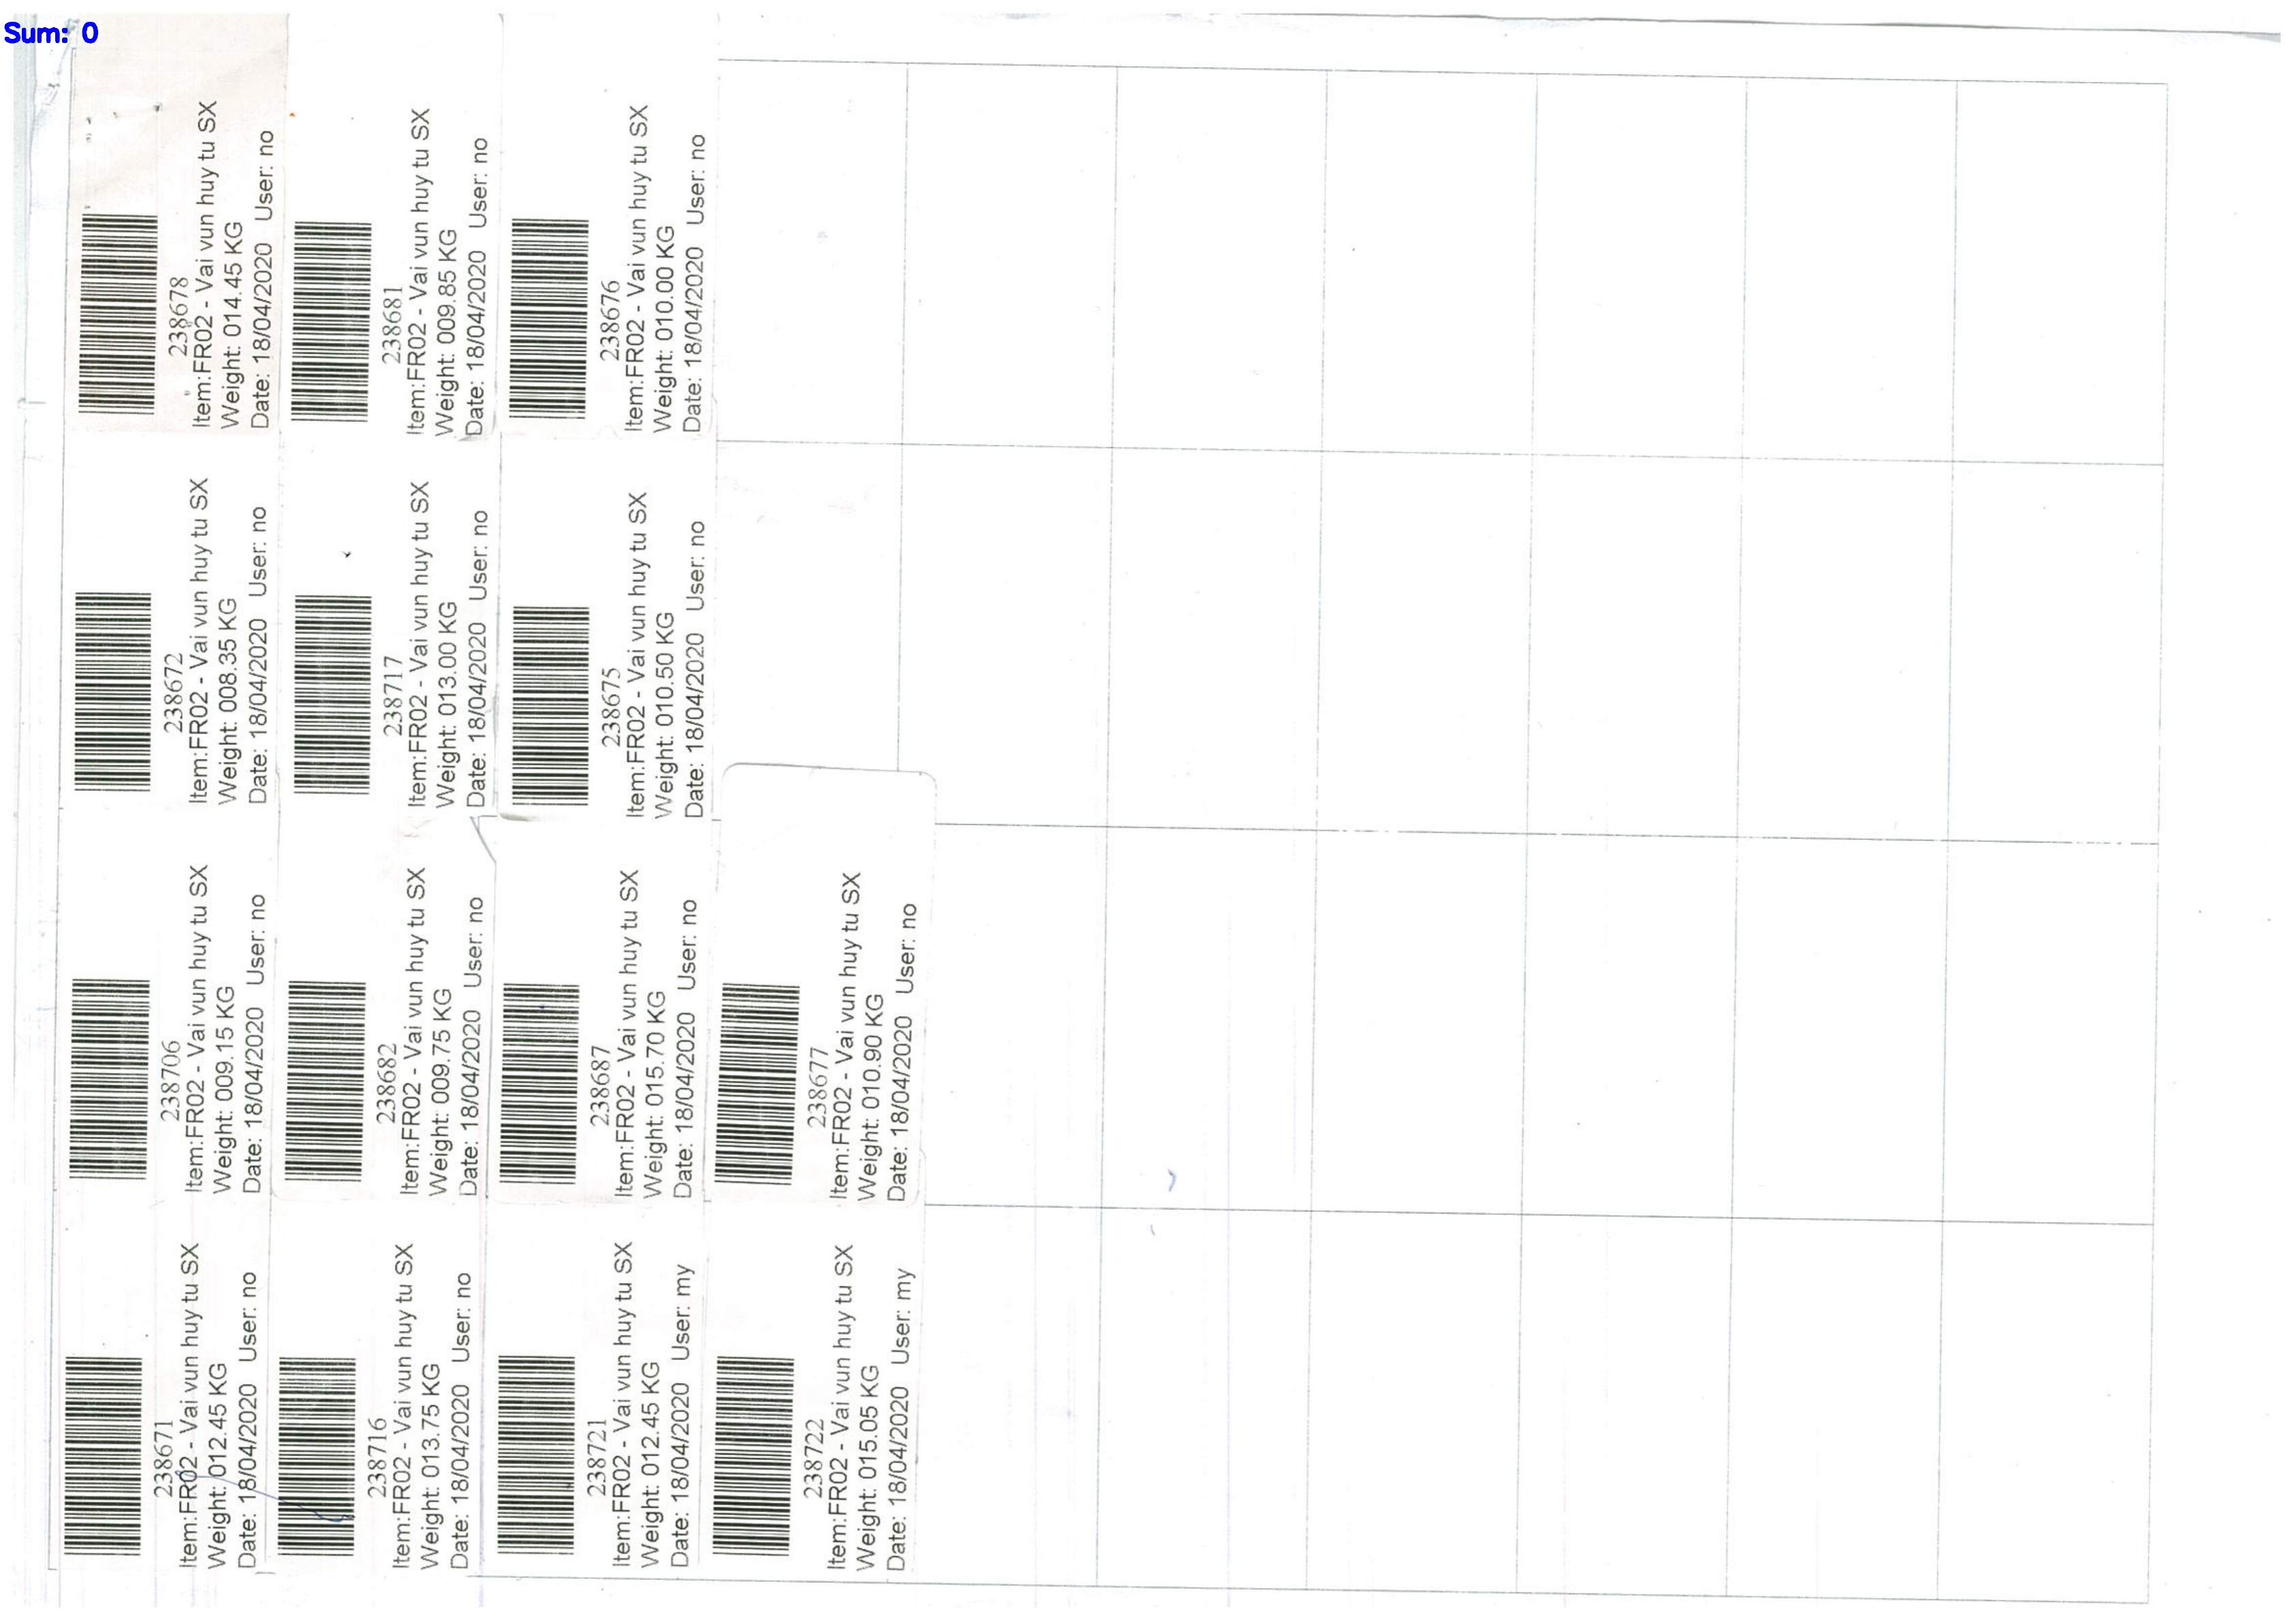 Sum: 0
238671
Item:FR02 - Vai vun huy tu SX
Weight: 012.45 KG
Date: 18/04/2020 User: no
238706
Item:FR02 - Vai vun huy tu SX
Weight: 009.15 KG
Date: 18/04/2020 User: no
238672
Item:FR02 - Vai vun huy tu SX
Weight: 008.35 KG
Date: 18/04/2020 User: no
238678
Item:FR02 - Vai vun huy tu SX
Weight: 014.45 KG
Date: 18/04/2020 User: no
238716
Item:FR02 - Vai vun huy tu SX
Weight: 013.75 KG
Date: 18/04/2020 User: no
238682
Item:FR02 - Vai vun huy tu SX
Weight: 009.75 KG
Date: 18/04/2020 User: no
238717
Item:FR02 - Vai vun huy tu SX
Weight: 013.00 KG
Date: 18/04/2020 User: no
238681
Item:FR02 - Vai vun huy tu SX
Weight: 009.85 KG
Date: 18/04/2020 User: no
238721
Item:FR02 - Vai vun huy tu SX
Weight: 012.45 KG
Date: 18/04/2020 User: my
238687
Item:FR02 - Vai vun huy tu SX
Weight: 015.70 KG
Date: 18/04/2020 User: no
238675
Item:FR02 - Vai vun huy tu SX
Weight: 010.50 KG
Date: 18/04/2020 User: no
238676
Item:FR02 - Vai vun huy tu SX
Weight: 010.00 KG
Date: 18/04/2020 User: no
238722
Item:FR02 - Vai vun huy tu SX
Weight: 015.05 KG
Date: 18/04/2020 User: my
238677
Item:FR02 - Vai vun huy tu SX
Weight: 010.90 KG
Date: 18/04/2020 User: no